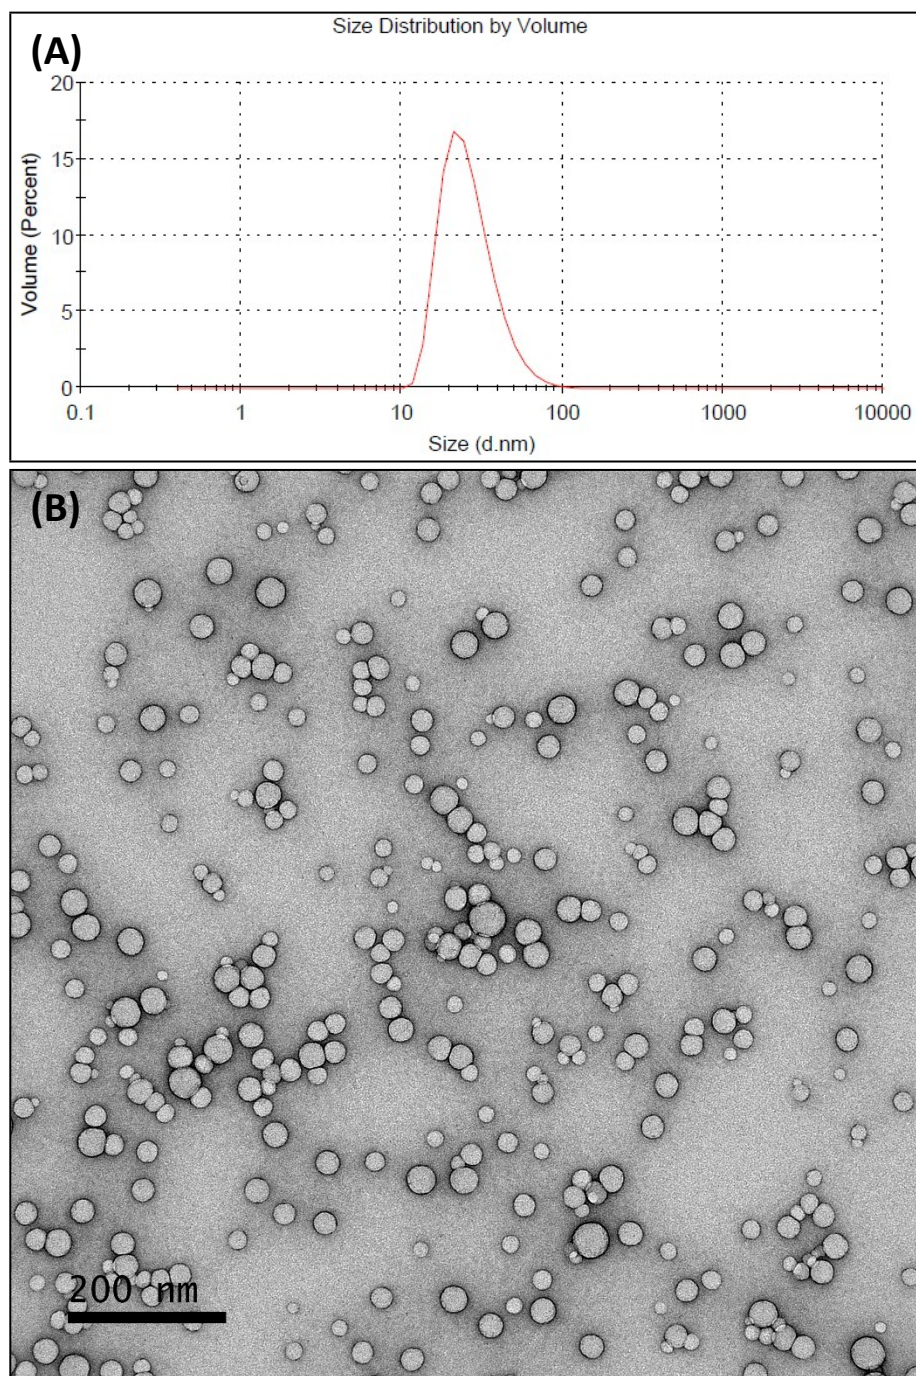 Size Distribution by Volume
(A)
20
15
10
5
0
Volume (Percent)
0.1 1 10 100 1000 10000
Size (d.nm)
(B)
200 nm